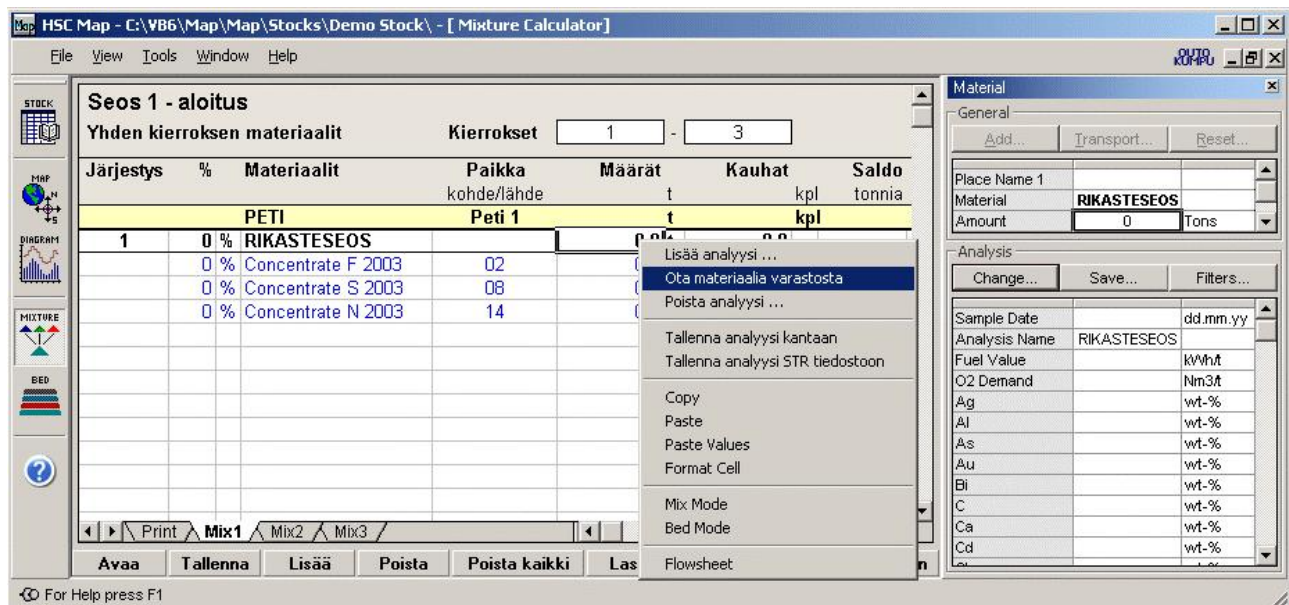 Map HSC Map - C:\VB6\Map\Map\Stocks\Demo Stock\ - [ Mixture Calculator]
File View Tools Window Help
OUTO
KUMPU
STOCK
MAP
N
S
DIAGRAM
MIXTURE
BED
Seos 1 - aloitus
Yhden kierroksen materiaalit Kierrokset 1 - 3
Järjestys % Materiaalit Paikka Määrät Kauhat Saldo
kohde/lähde t kpl tonnia
PETI Peti 1 t kpl
1 0 % RIKASTESEOS
0 % Concentrate F 2003 02
0 % Concentrate S 2003 08
0 % Concentrate N 2003 14
Lisää analyysi ...
Ota materiaalia varastosta
Poista analyysi ...
Tallenna analyysi kantaan
Tallenna analyysi STR tiedostoon
Copy
Paste
Paste Values
Format Cell
Mix Mode
Bed Mode
Flowsheet
Print Mix1 Mix2 Mix3
Avaa Tallenna Lisää Poista Poista kaikki Las
Material
General
Add... Transport... Reset...
Place Name 1
Material RIKASTESEOS
Amount 0 Tons
Analysis
Change... Save... Filters...
Sample Date dd.mm.yy
Analysis Name RIKASTESEOS
Fuel Value kWh/t
O2 Demand Nm3/t
Ag wt-%
Al wt-%
As wt-%
Au wt-%
Bi wt-%
C wt-%
Ca wt-%
Cd wt-%
For Help press F1